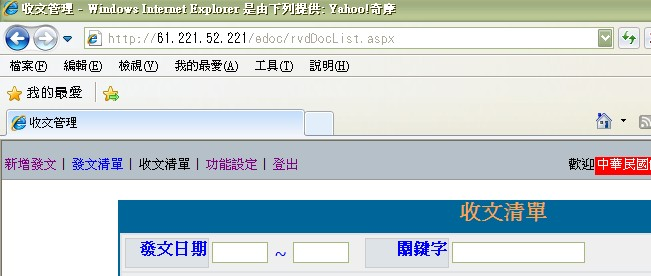 收文管理 - Windows Internet Explorer 是由下列提供: Yahoo!奇摩
http://61.221.52.221/edoc/rvdDocList.aspx
檔案(F) 編輯(E) 檢視(V) 我的最愛(A) 工具(T) 說明(H)
我的最愛
收文管理
新增發文 | 發文清單 | 收文清單 | 功能設定 | 登出 歡迎 中華民國
收文清單
發文日期 ~ 關鍵字